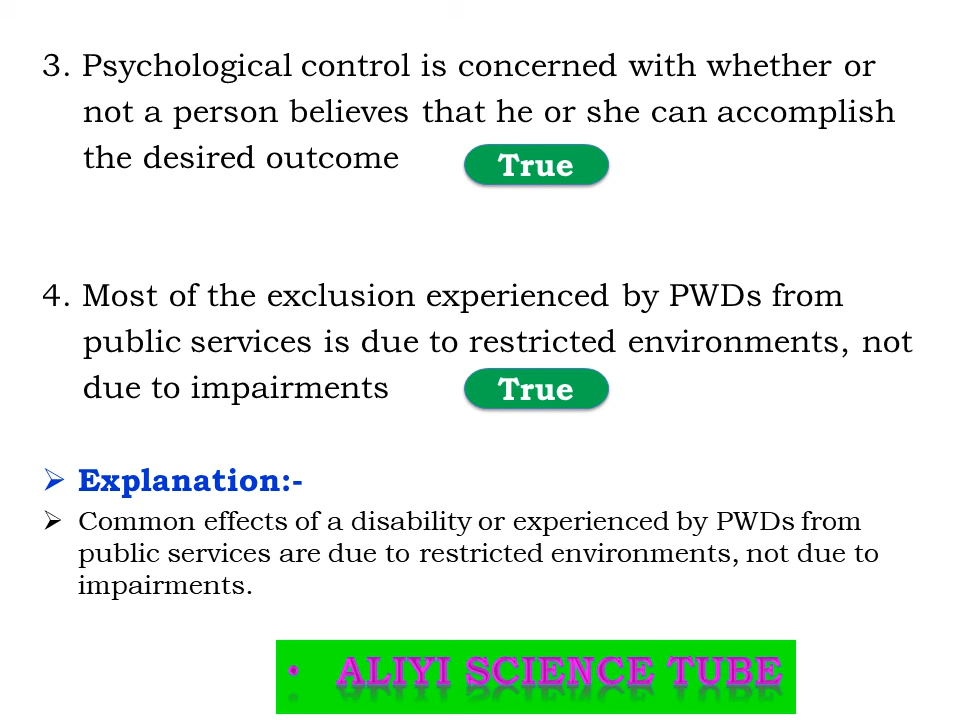 3. Psychological control is concerned with whether or
not a person believes that he or she can accomplish
the desired outcome
True
4. Most of the exclusion experienced by PWDs from
public services is due to restricted environments, not
due to impairments
True
➢ Explanation:-
➢ Common effects of a disability or experienced by PWDs from
public services are due to restricted environments, not due to
impairments.
• ALIYI SCIENCE TUBE